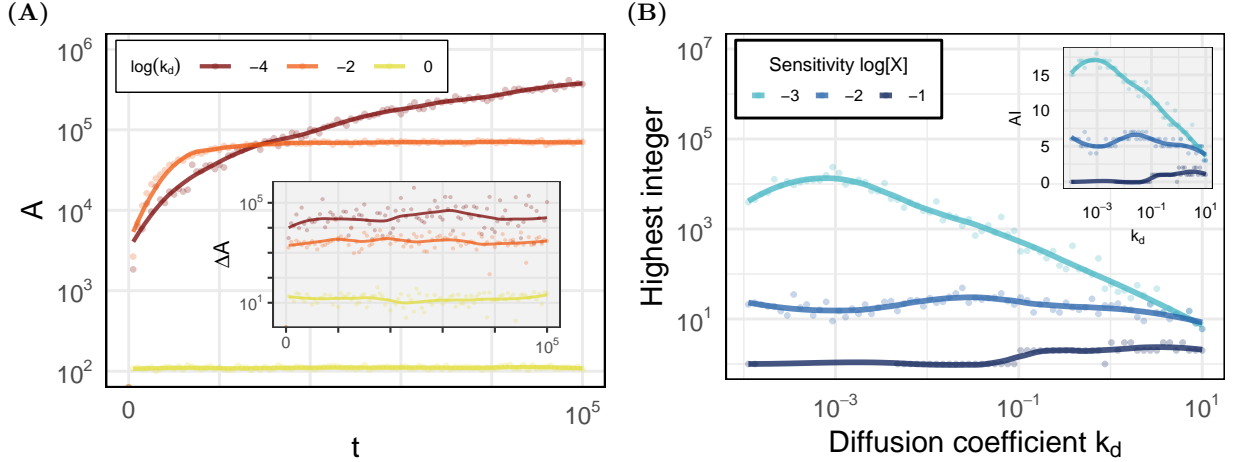 (A)
log(k_d) −4 −2 0
10^6
10^5
10^4
10^3
10^2
A
0 10^5
t
10^5
10^1
ΔA
0 10^5
(B)
Sensitivity log[X]
−3 −2 −1
10^7
10^5
10^3
10^1
Highest integer
10^−3 10^−1 10^1
Diffusion coefficient k_d
15
10
5
0
AI
10^−3 10^−1 10^1
k_d